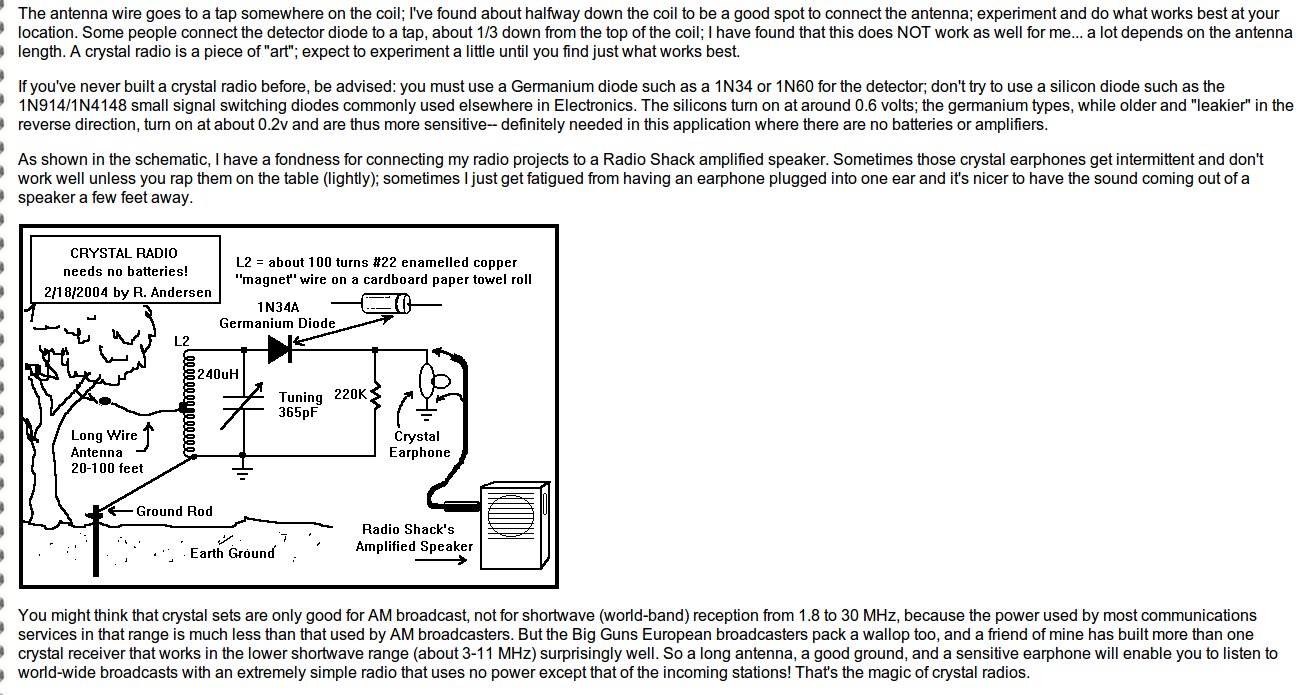 The antenna wire goes to a tap somewhere on the coil; I've found about halfway down the coil to be a good spot to connect the antenna; experiment and do what works best at your
location. Some people connect the detector diode to a tap, about 1/3 down from the top of the coil; I have found that this does NOT work as well for me... a lot depends on the antenna
length. A crystal radio is a piece of "art"; expect to experiment a little until you find just what works best.
If you've never built a crystal radio before, be advised: you must use a Germanium diode such as a 1N34 or 1N60 for the detector; don't try to use a silicon diode such as the
1N914/1N4148 small signal switching diodes commonly used elsewhere in Electronics. The silicons turn on at around 0.6 volts; the germanium types, while older and "leakier" in the
reverse direction, turn on at about 0.2v and are thus more sensitive-- definitely needed in this application where there are no batteries or amplifiers.
As shown in the schematic, I have a fondness for connecting my radio projects to a Radio Shack amplified speaker. Sometimes those crystal earphones get intermittent and don't
work well unless you rap them on the table (lightly); sometimes I just get fatigued from having an earphone plugged into one ear and it's nicer to have the sound coming out of a
speaker a few feet away.
CRYSTAL RADIO
needs no batteries!
2/18/2004 by R. Andersen
L2 = about 100 turns #22 enamelled copper
"magnet" wire on a cardboard paper towel roll
1N34A
Germanium Diode
L2
240uH
Tuning
365pF
220K
Long Wire
Antenna
20-100 feet
Crystal
Earphone
Ground Rod
Earth Ground
Radio Shack's
Amplified Speaker
You might think that crystal sets are only good for AM broadcast, not for shortwave (world-band) reception from 1.8 to 30 MHz, because the power used by most communications
services in that range is much less than that used by AM broadcasters. But the Big Guns European broadcasters pack a wallop too, and a friend of mine has built more than one
crystal receiver that works in the lower shortwave range (about 3-11 MHz) surprisingly well. So a long antenna, a good ground, and a sensitive earphone will enable you to listen to
world-wide broadcasts with an extremely simple radio that uses no power except that of the incoming stations! That's the magic of crystal radios.